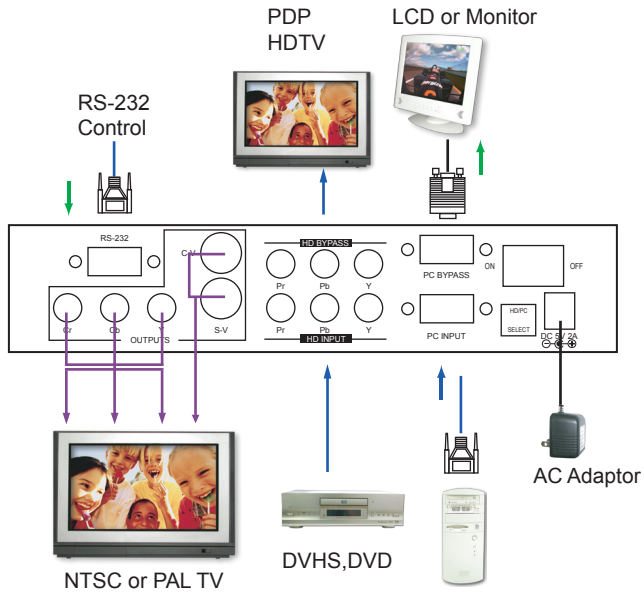 PDP
HDTV
LCD or Monitor
RS-232
Control
RS-232
C-V
S-V
Cr
Cb
Y
OUTPUTS
HD BYPASS
Pr
Pb
Y
Pr
Pb
Y
HD INPUT
PC BYPASS
PC INPUT
ON
OFF
HD/PC
SELECT
DC 5V 2A
AC Adaptor
NTSC or PAL TV
DVHS,DVD